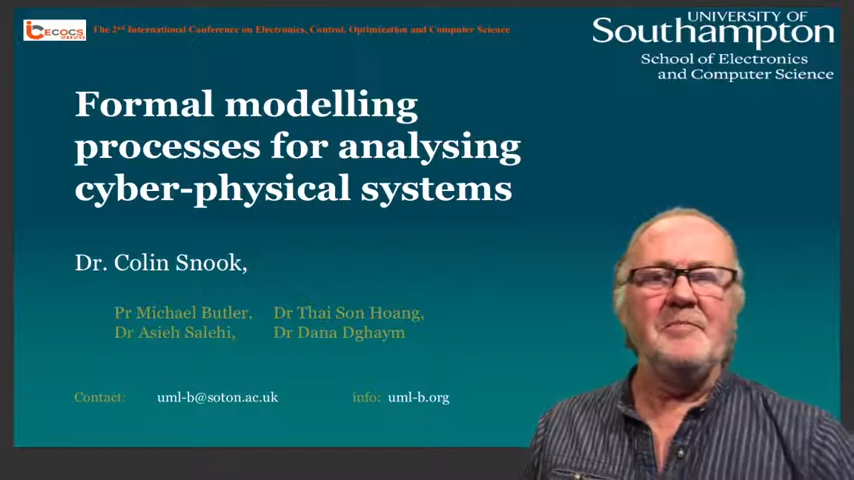 ECOCS
The 2nd International Conference on Electronics, Control, Optimization and Computer Science
UNIVERSITY OF
Southampton
School of Electronics
and Computer Science
Formal modelling
processes for analysing
cyber-physical systems
Dr. Colin Snook,
Pr Michael Butler, Dr Thai Son Hoang,
Dr Asieh Salehi, Dr Dana Dghaym
Contact: uml-b@soton.ac.uk info: uml-b.org